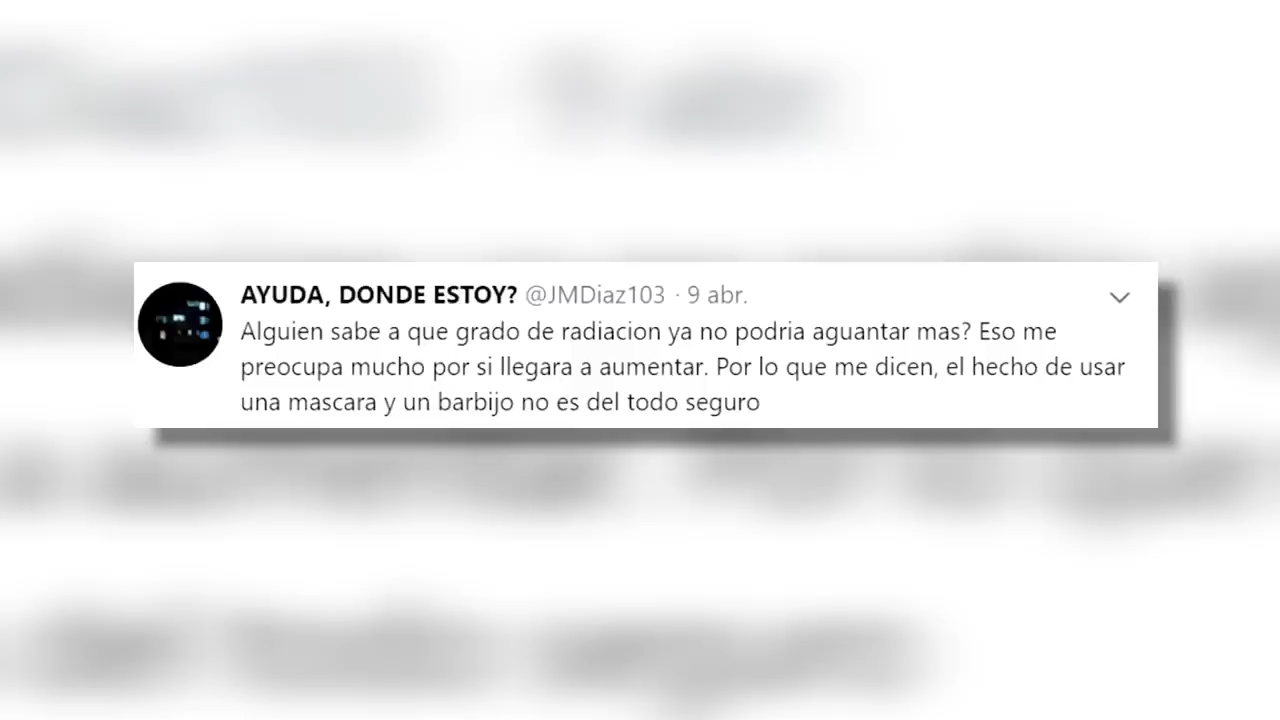 AYUDA, DONDE ESTOY? @JMDiaz103 · 9 abr.
Alguien sabe a que grado de radiacion ya no podria aguantar mas? Eso me
preocupa mucho por si llegara a aumentar. Por lo que me dicen, el hecho de usar
una mascara y un barbijo no es del todo seguro